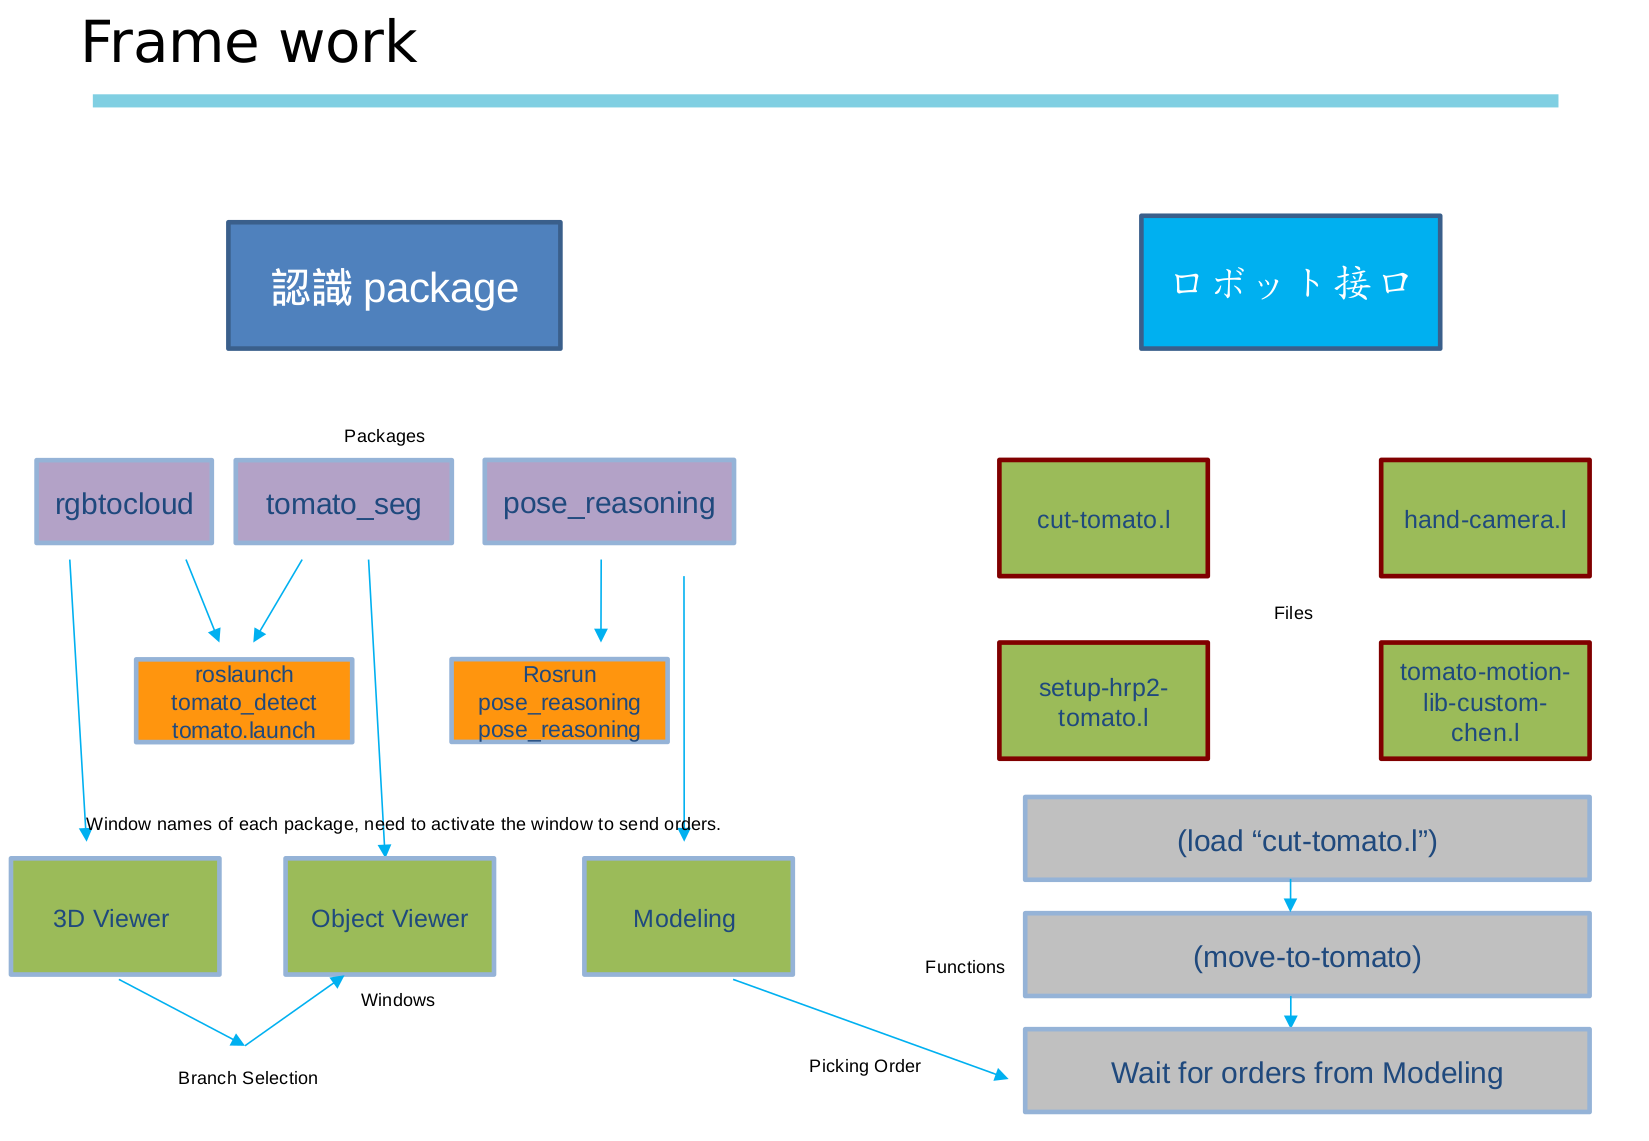 Frame work
認識 package
ロボット接口
Packages
rgbtocloud
tomato_seg
pose_reasoning
roslaunch
tomato_detect
tomato.launch
Rosrun
pose_reasoning
pose_reasoning
Window names of each package, need to activate the window to send orders.
3D Viewer
Object Viewer
Modeling
Windows
Branch Selection
Picking Order
cut-tomato.l
hand-camera.l
Files
setup-hrp2-
tomato.l
tomato-motion-
lib-custom-
chen.l
(load “cut-tomato.l”)
(move-to-tomato)
Functions
Wait for orders from Modeling